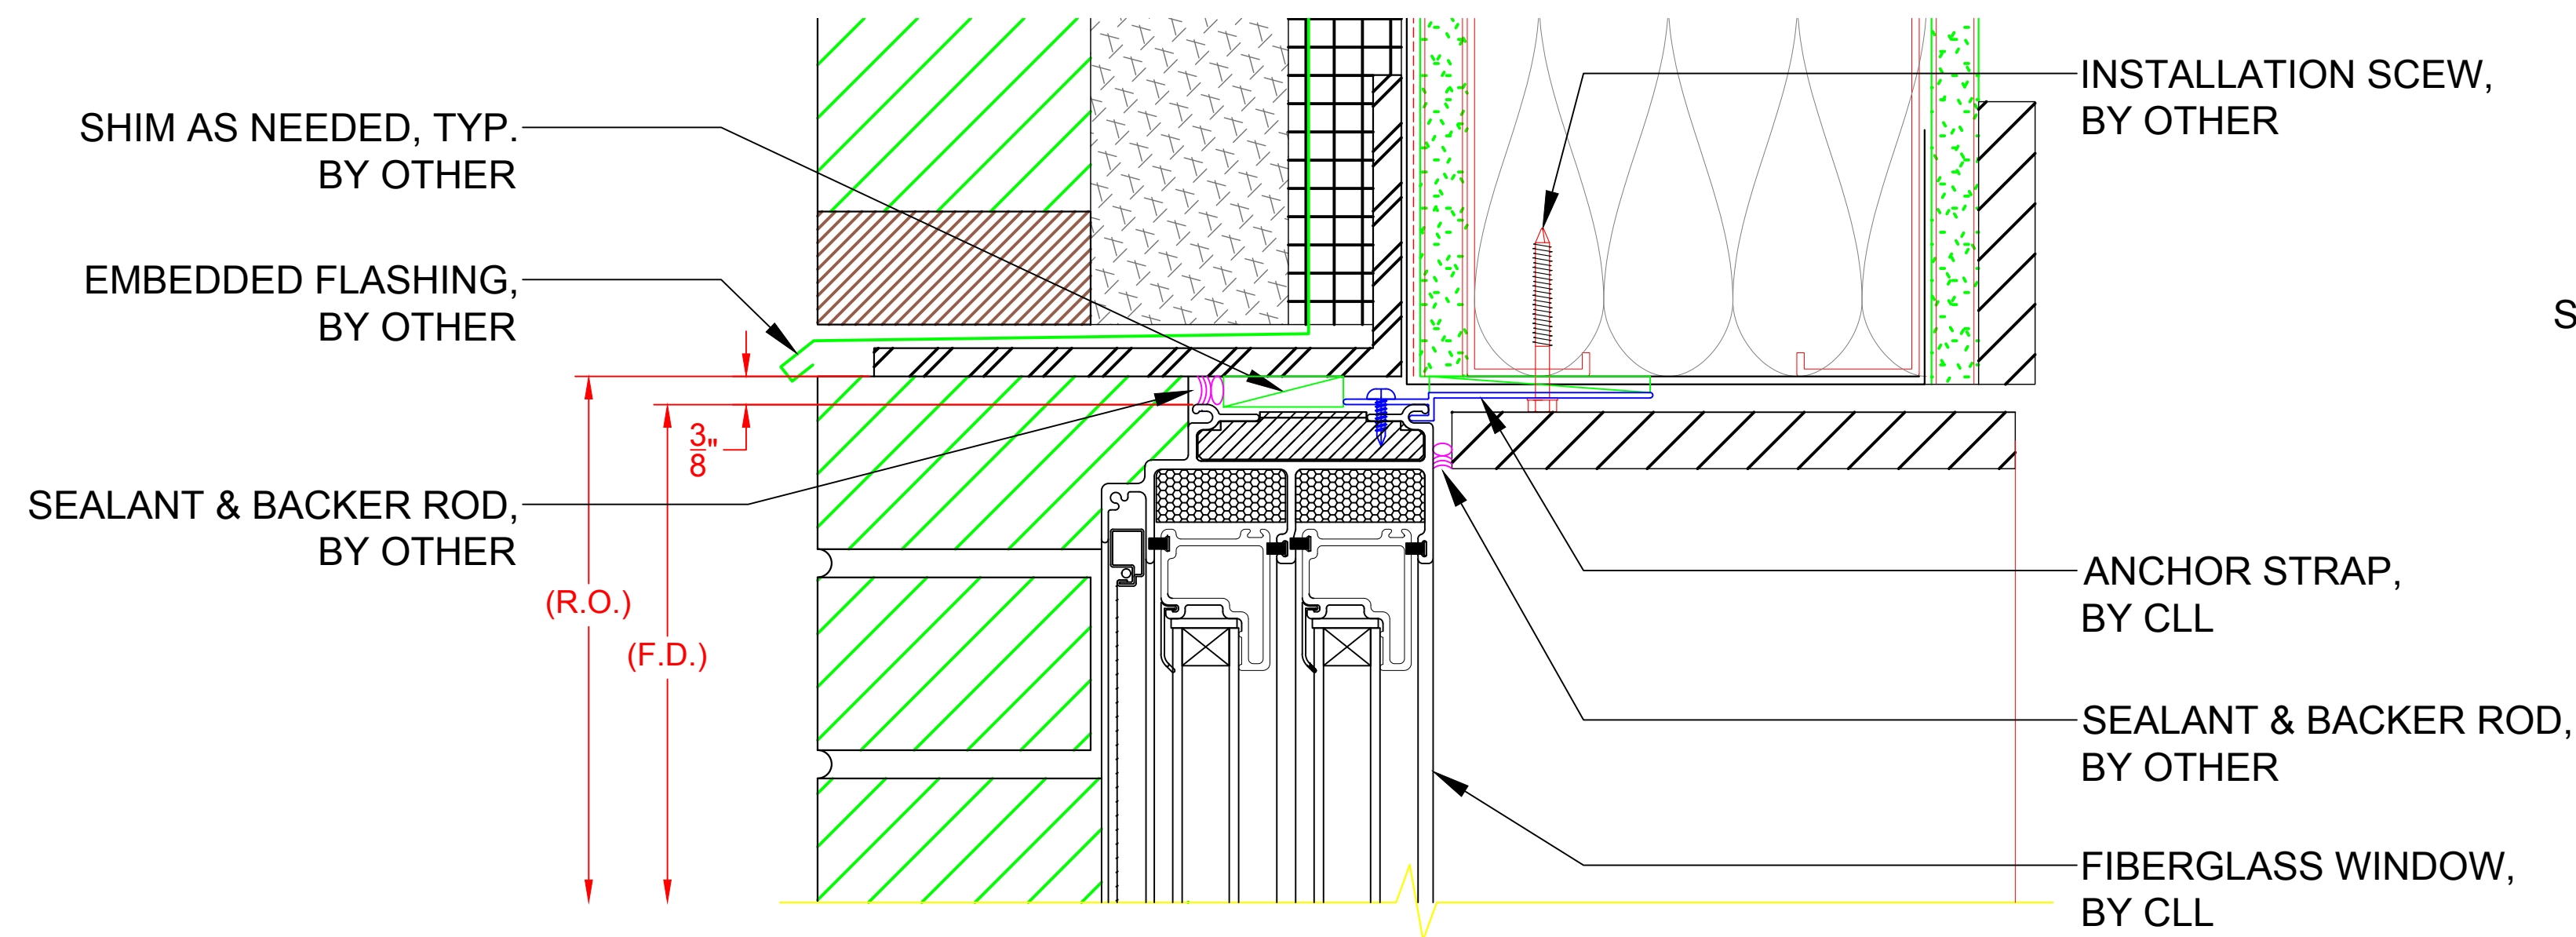 SHIM AS NEEDED, TYP.
BY OTHER
EMBEDDED FLASHING,
BY OTHER
3/8"
SEALANT & BACKER ROD,
BY OTHER
(R.O.)
(F.D.)
INSTALLATION SCEW,
BY OTHER
S
ANCHOR STRAP,
BY CLL
SEALANT & BACKER ROD,
BY OTHER
FIBERGLASS WINDOW,
BY CLL